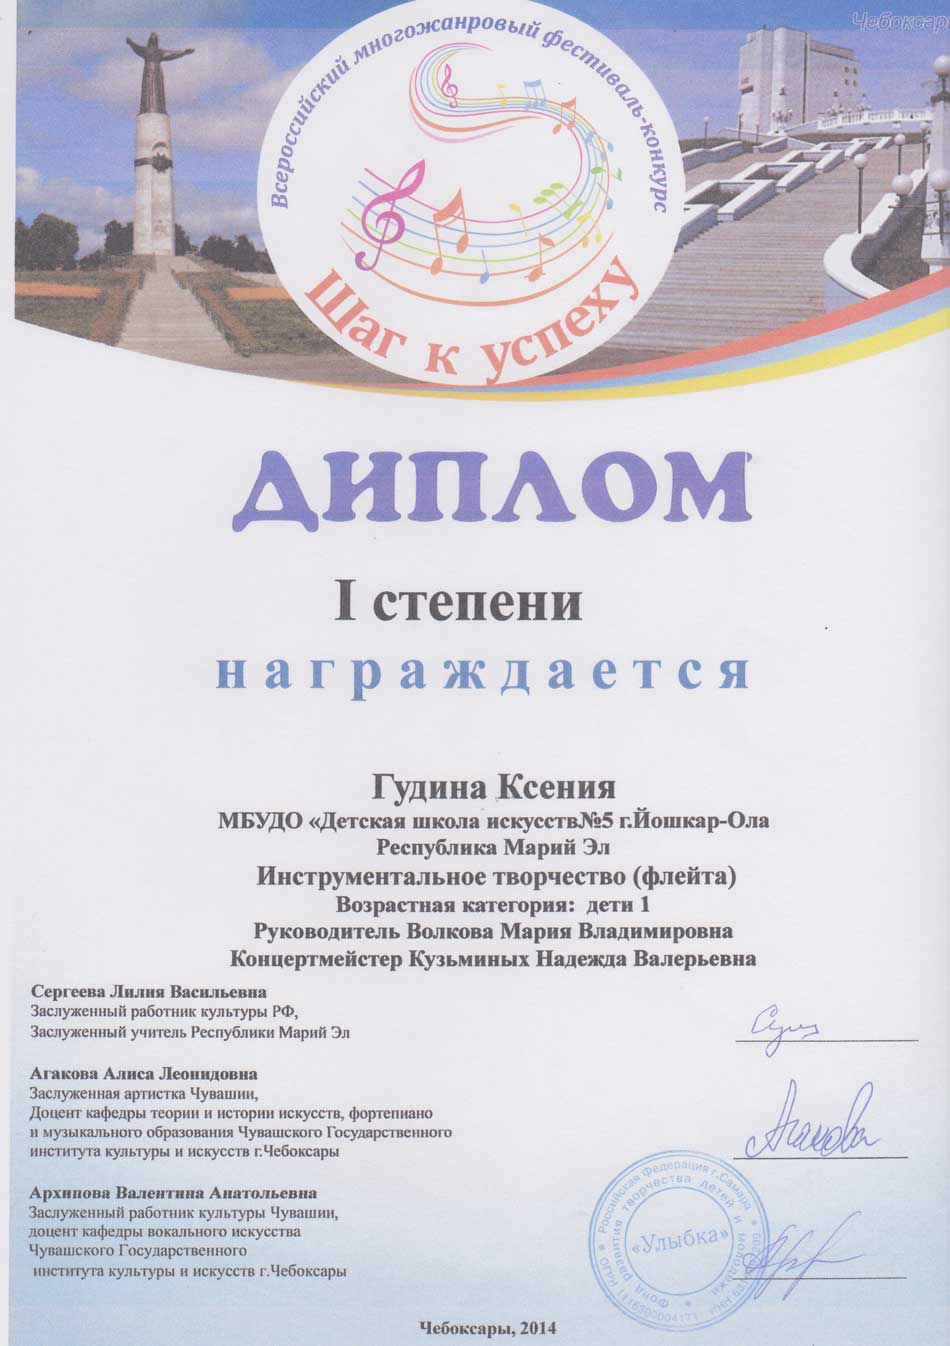 Чебоксар
Всероссийский многожанровый фестиваль-конкурс
Шаг к успеху
ДИПЛОМ
I степени
награждается
Гудина Ксения
МБУДО «Детская школа искусств№5 г.Йошкар-Ола
Республика Марий Эл
Инструментальное творчество (флейта)
Возрастная категория: дети 1
Руководитель Волкова Мария Владимировна
Концертмейстер Кузьминых Надежда Валерьевна
Сергеева Лилия Васильевна
Заслуженный работник культуры РФ,
Заслуженный учитель Республики Марий Эл
Агакова Алиса Леонидовна
Заслуженная артистка Чувашии,
Доцент кафедры теории и истории искусств, фортепиано
и музыкального образования Чувашского Государственного
института культуры и искусств г.Чебоксары
Агакова
Архипова Валентина Анатольевна
Заслуженный работник культуры Чувашии,
доцент кафедры вокального искусства
Чувашского Государственного
института культуры и искусств г.Чебоксары
Российская Федерация г.Самара
Фонд развития творчества детей и молодежи
«Улыбка»
Чебоксары, 2014